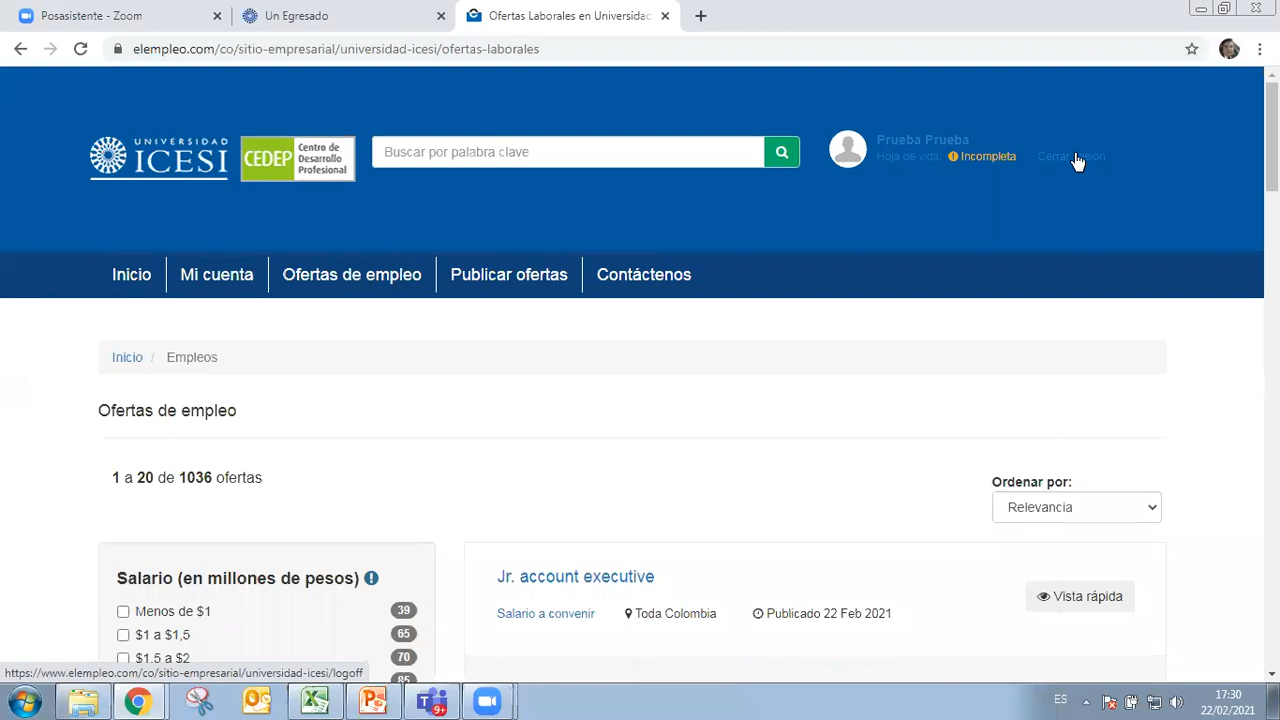 Posasistente - Zoom
Un Egresado
Ofertas Laborales en Universidad
elempleo.com/co/sitio-empresarial/universidad-icesi/ofertas-laborales
UNIVERSIDAD
ICESI
CEDEP
Centro de
Desarrollo
Profesional
Buscar por palabra clave
Prueba Prueba
Hoja de vida: Incompleta
Cerrar sesión
Inicio
Mi cuenta
Ofertas de empleo
Publicar ofertas
Contáctenos
Inicio / Empleos
Ofertas de empleo
1 a 20 de 1036 ofertas
Ordenar por:
Relevancia
Salario (en millones de pesos)
Menos de $1 39
$1 a $1,5 65
$1,5 a $2 70
85
Jr. account executive
Salario a convenir
Toda Colombia
Publicado 22 Feb 2021
Vista rápida
https://www.elempleo.com/co/sitio-empresarial/universidad-icesi/logoff
9+
ES
17:30
22/02/2021